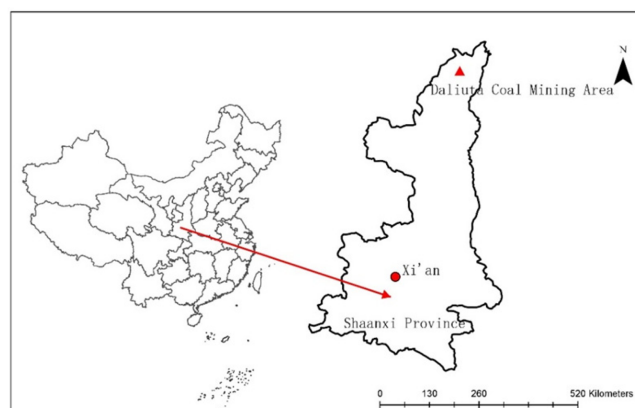 N
Daliuta Coal Mining Area
Xi'an
Shaanxi Province
0 130 260 520 Kilometers